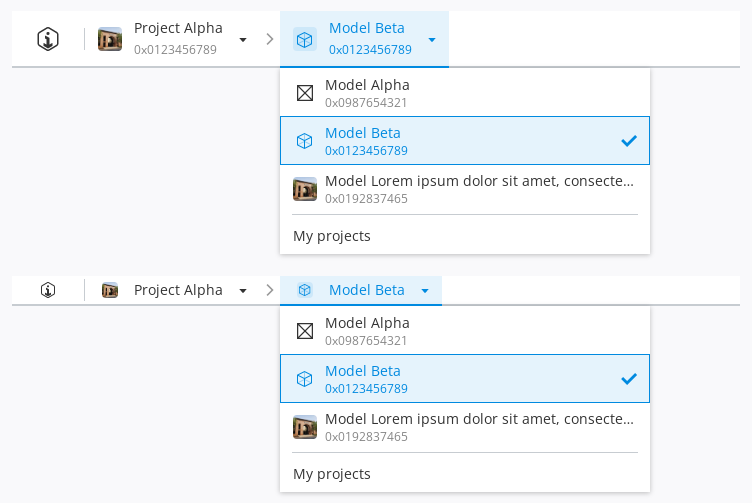 Project Alpha
0x0123456789
Model Beta
0x0123456789
Model Alpha
0x0987654321
Model Beta
0x0123456789
Model Lorem ipsum dolor sit amet, consecte...
0x0192837465
My projects
Project Alpha
Model Beta
Model Alpha
0x0987654321
Model Beta
0x0123456789
Model Lorem ipsum dolor sit amet, consecte...
0x0192837465
My projects